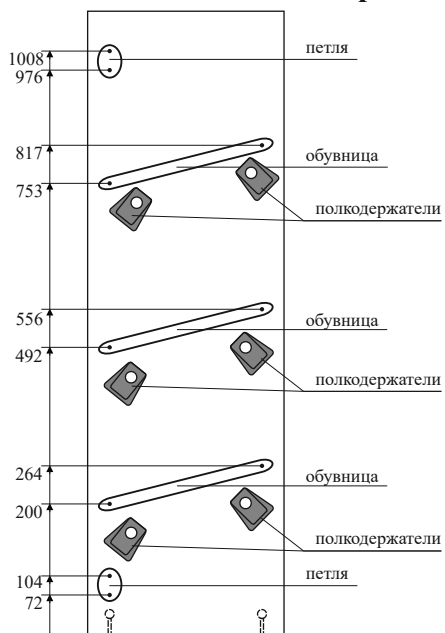 1008
петля
976
817
обувница
753
полкодержатели
556
обувница
492
полкодержатели
264
обувница
200
полкодержатели
104
петля
72